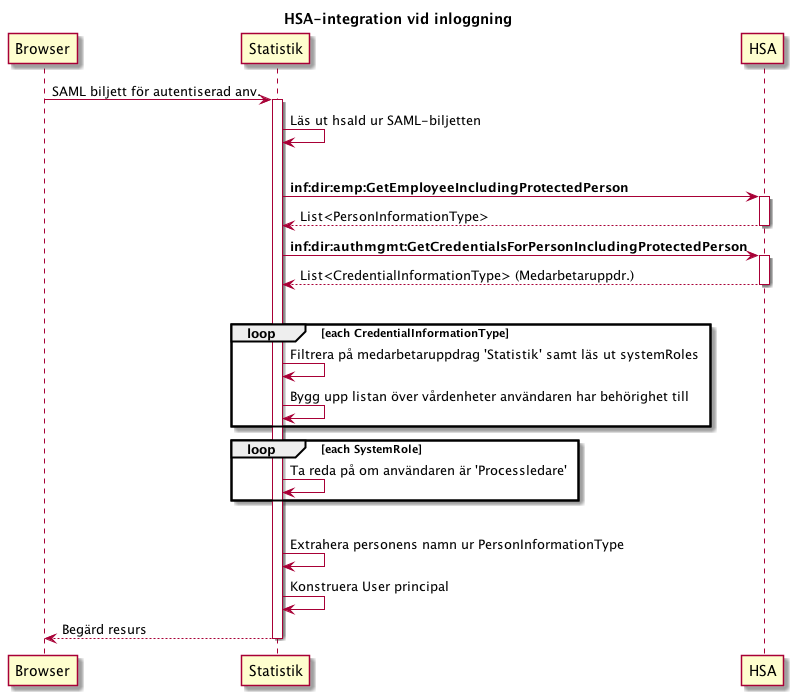 HSA-integration vid inloggning
Browser
Statistik
HSA
SAML biljett för autentiserad anv.
Läs ut hsaId ur SAML-biljetten
inf:dir:emp:GetEmployeeIncludingProtectedPerson
List<PersonInformationType>
inf:dir:authmgmt:GetCredentialsForPersonIncludingProtectedPerson
List<CredentialInformationType> (Medarbetaruppdr.)
loop [each CredentialInformationType]
Filtrera på medarbetaruppdrag 'Statistik' samt läs ut systemRoles
Bygg upp listan över vårdenheter användaren har behörighet till
loop [each SystemRole]
Ta reda på om användaren är 'Processledare'
Extrahera personens namn ur PersonInformationType
Konstruera User principal
Begärd resurs
Browser
Statistik
HSA